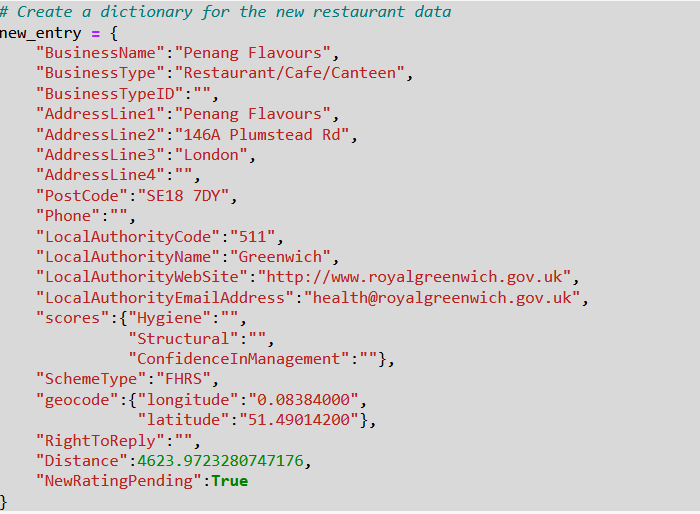 # Create a dictionary for the new restaurant data
new_entry = {
    "BusinessName":"Penang Flavours",
    "BusinessType":"Restaurant/Cafe/Canteen",
    "BusinessTypeID":"",
    "AddressLine1":"Penang Flavours",
    "AddressLine2":"146A Plumstead Rd",
    "AddressLine3":"London",
    "AddressLine4":"",
    "PostCode":"SE18 7DY",
    "Phone":"",
    "LocalAuthorityCode":"511",
    "LocalAuthorityName":"Greenwich",
    "LocalAuthorityWebSite":"http://www.royalgreenwich.gov.uk",
    "LocalAuthorityEmailAddress":"health@royalgreenwich.gov.uk",
    "scores":{"Hygiene":"",
              "Structural":"",
              "ConfidenceInManagement":""},
    "SchemeType":"FHRS",
    "geocode":{"longitude":"0.08384000",
               "latitude":"51.49014200"},
    "RightToReply":"",
    "Distance":4623.9723280747176,
    "NewRatingPending":True
}